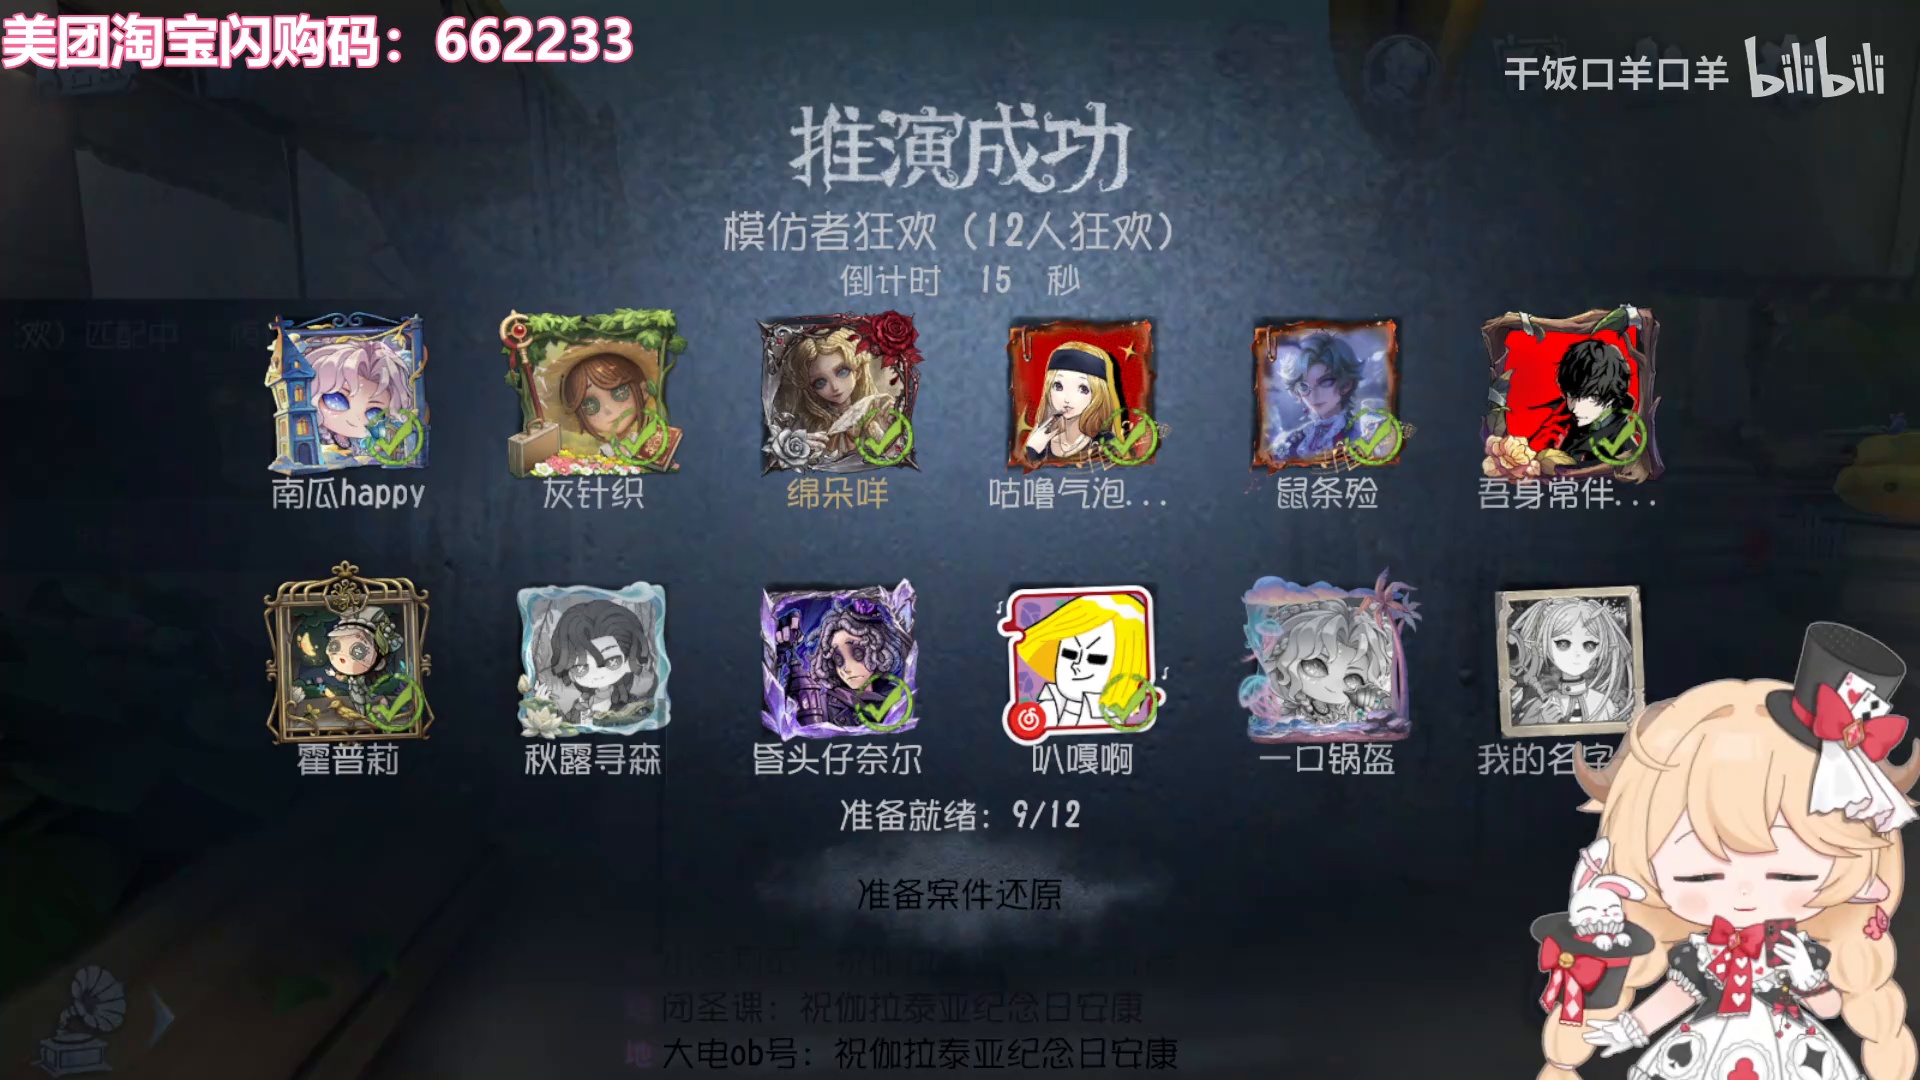 美团淘宝闪购码：662233
干饭口羊口羊 bilibili
推演成功
模仿者狂欢（12人狂欢）
倒计时 15 秒
欢）匹配中
南瓜happy 灰针织 绵朵咩 咕噜气泡... 鼠条殓 吾身常伴...
霍普莉 秋露寻森 昏头仔奈尔 叭嘎啊 一口锅盔 我的名字
准备就绪：9/12
准备案件还原
闭圣课：祝伽拉泰亚纪念日安康
大电ob号：祝伽拉泰亚纪念日安康